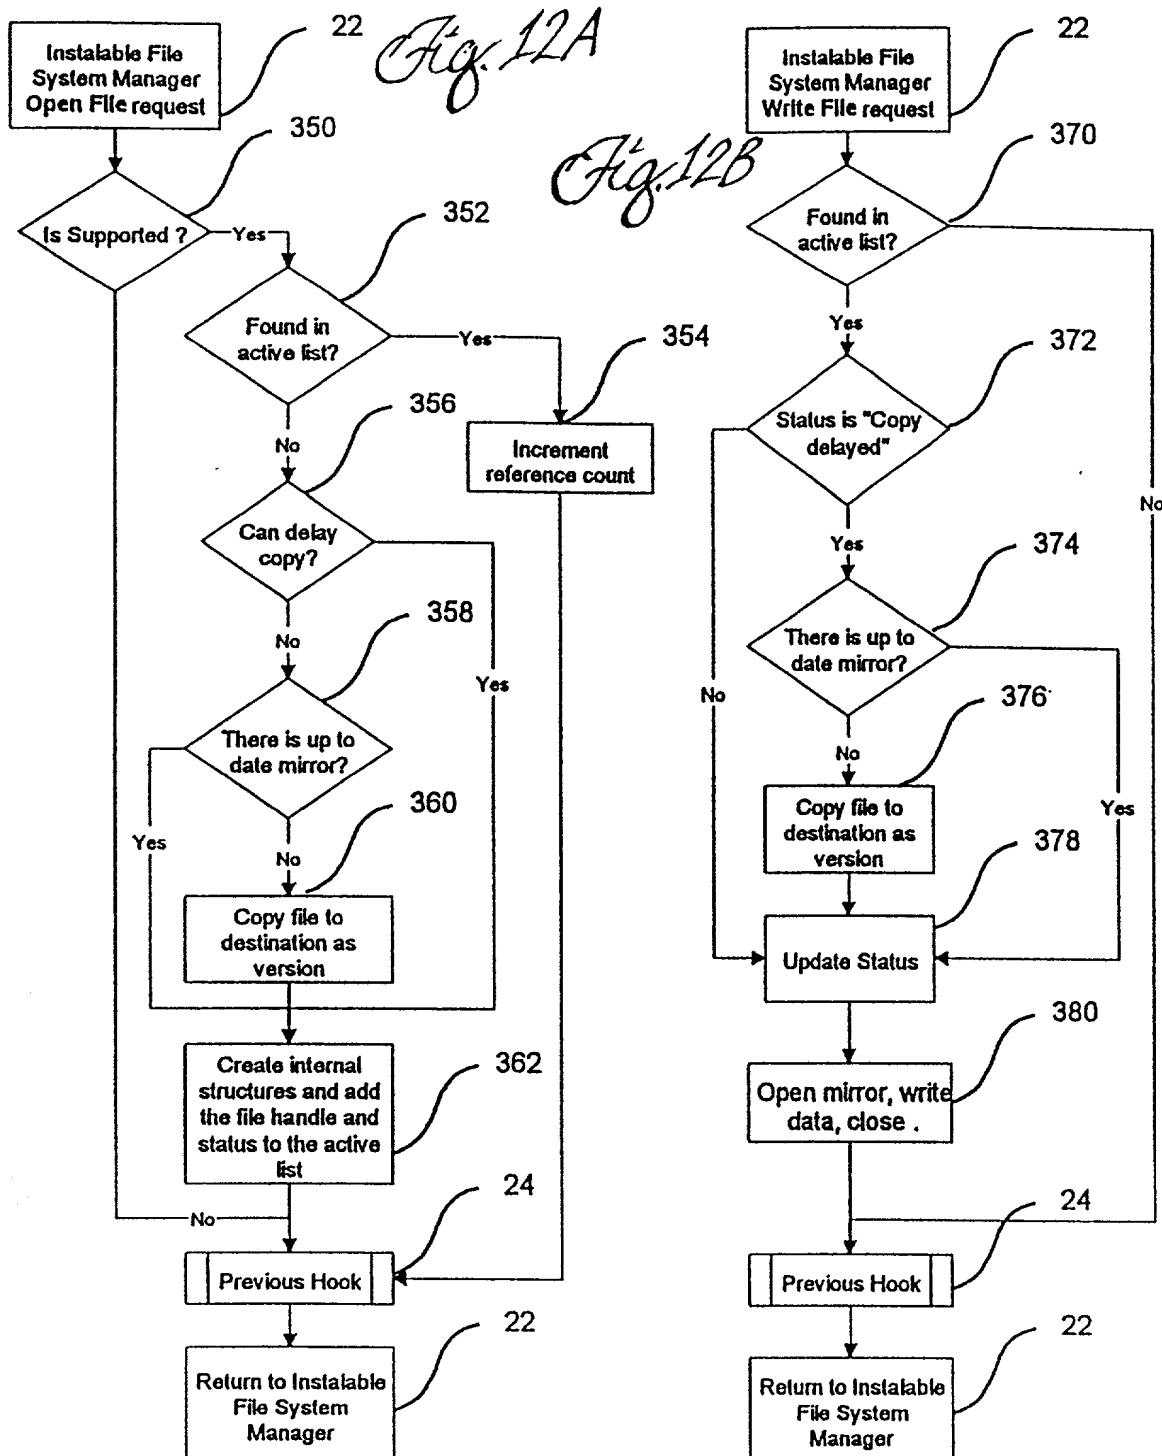 Fig. 12A
Instalable File
System Manager
Open File request
22
350
Is Supported ?
Yes
352
Found in
active list?
Yes
354
Increment
reference count
No
356
Can delay
copy?
No
Yes
358
There is up to
date mirror?
Yes
No
360
Copy file to
destination as
version
362
Create internal
structures and add
the file handle and
status to the active
list
No
24
Previous Hook
22
Return to Instalable
File System
Manager
Fig. 12B
Instalable File
System Manager
Write File request
22
370
Found in
active list?
No
Yes
372
Status is "Copy
delayed"
No
Yes
374
There is up to
date mirror?
Yes
No
376
Copy file to
destination as
version
378
Update Status
380
Open mirror, write
data, close .
24
Previous Hook
22
Return to Instalable
File System
Manager